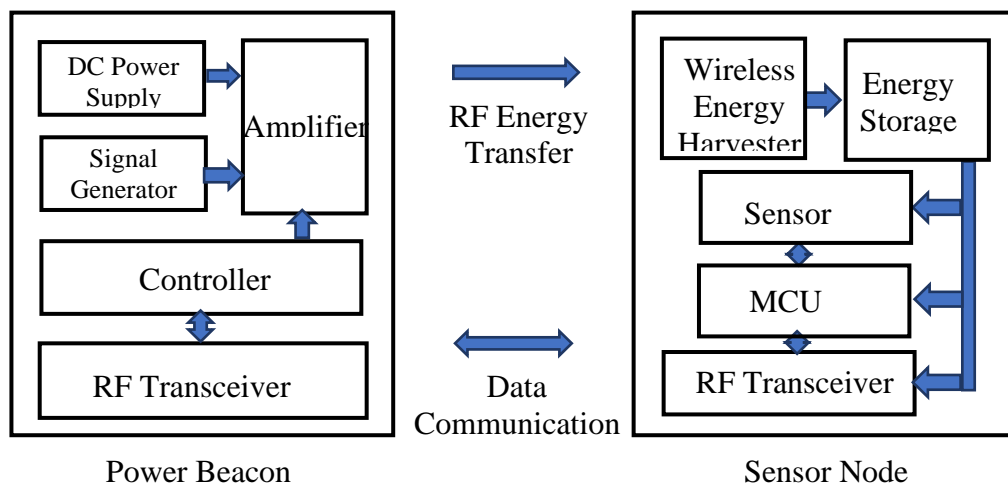 DC Power
Supply
Amplifier
Signal
Generator
Controller
RF Transceiver
Power Beacon
RF Energy
Transfer
Data
Communication
Wireless
Energy
Harvester
Energy
Storage
Sensor
MCU
RF Transceiver
Sensor Node